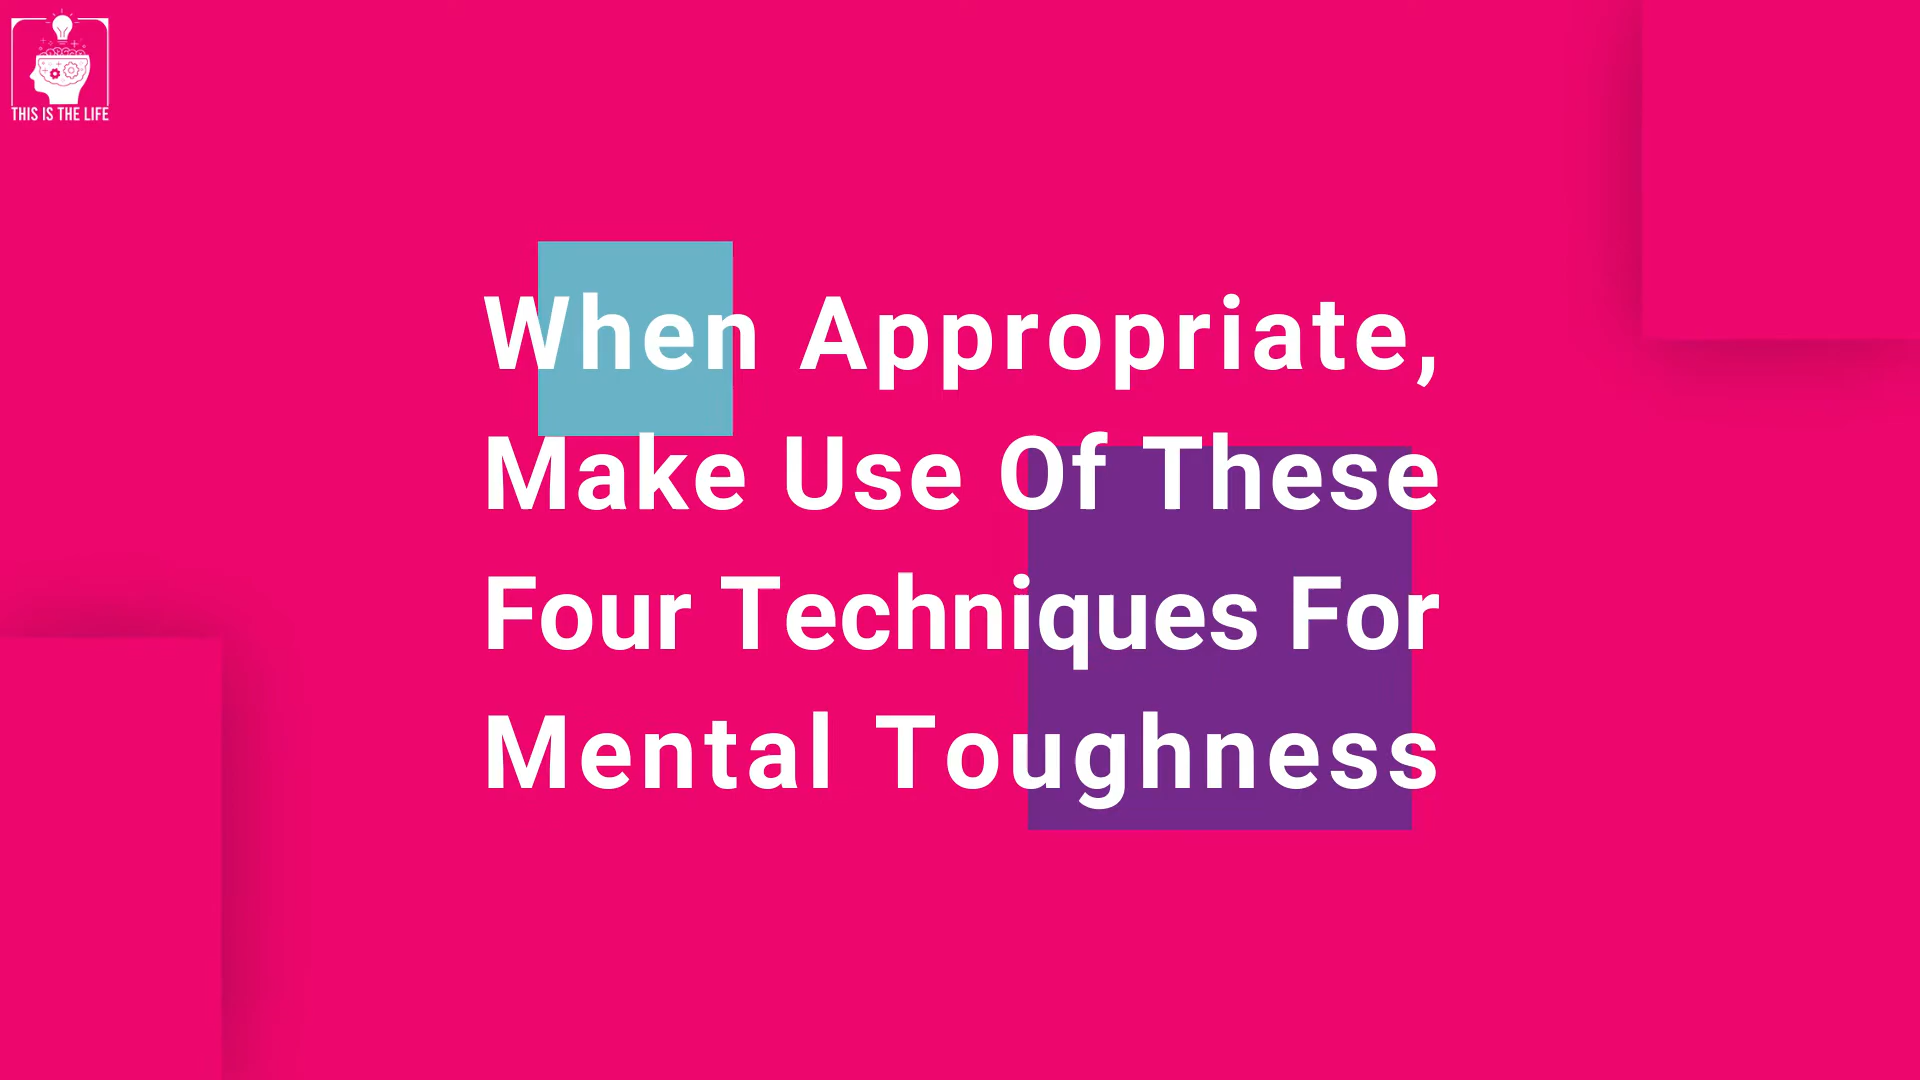 THIS IS THE LIFE
When Appropriate,
Make Use Of These
Four Techniques For
Mental Toughness